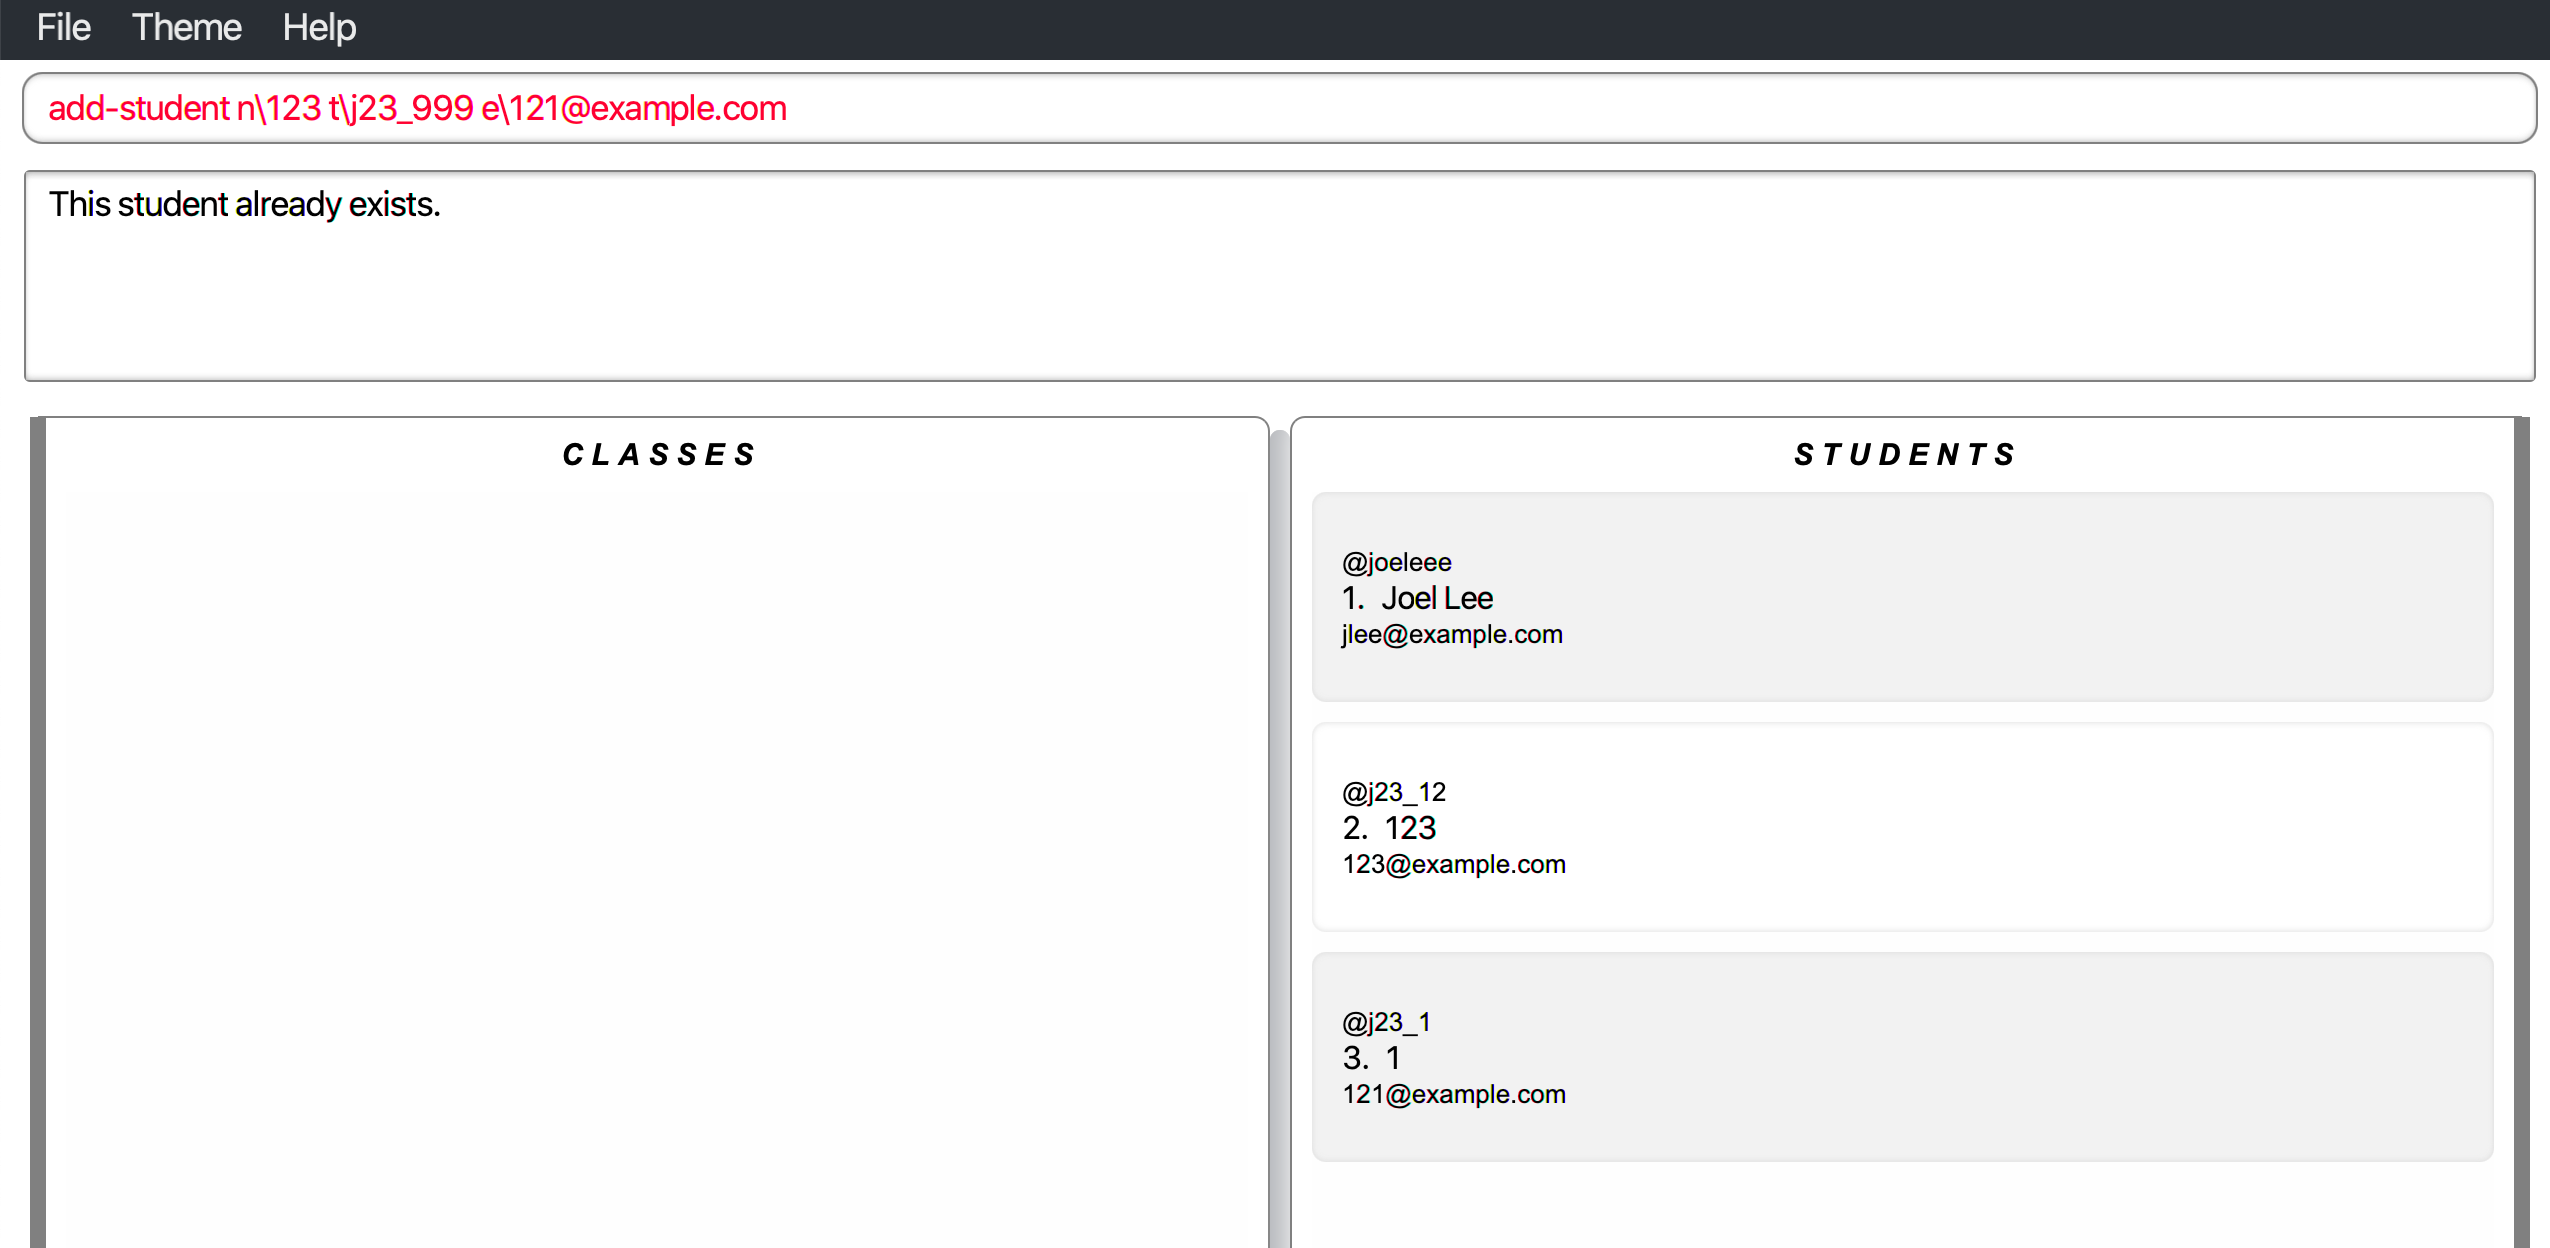 File Theme Help
add-student n\123 t\j23_999 e\121@example.com
This student already exists.
CLASSES
STUDENTS
@joeleee
1. Joel Lee
jlee@example.com
@j23_12
2. 123
123@example.com
@j23_1
3. 1
121@example.com